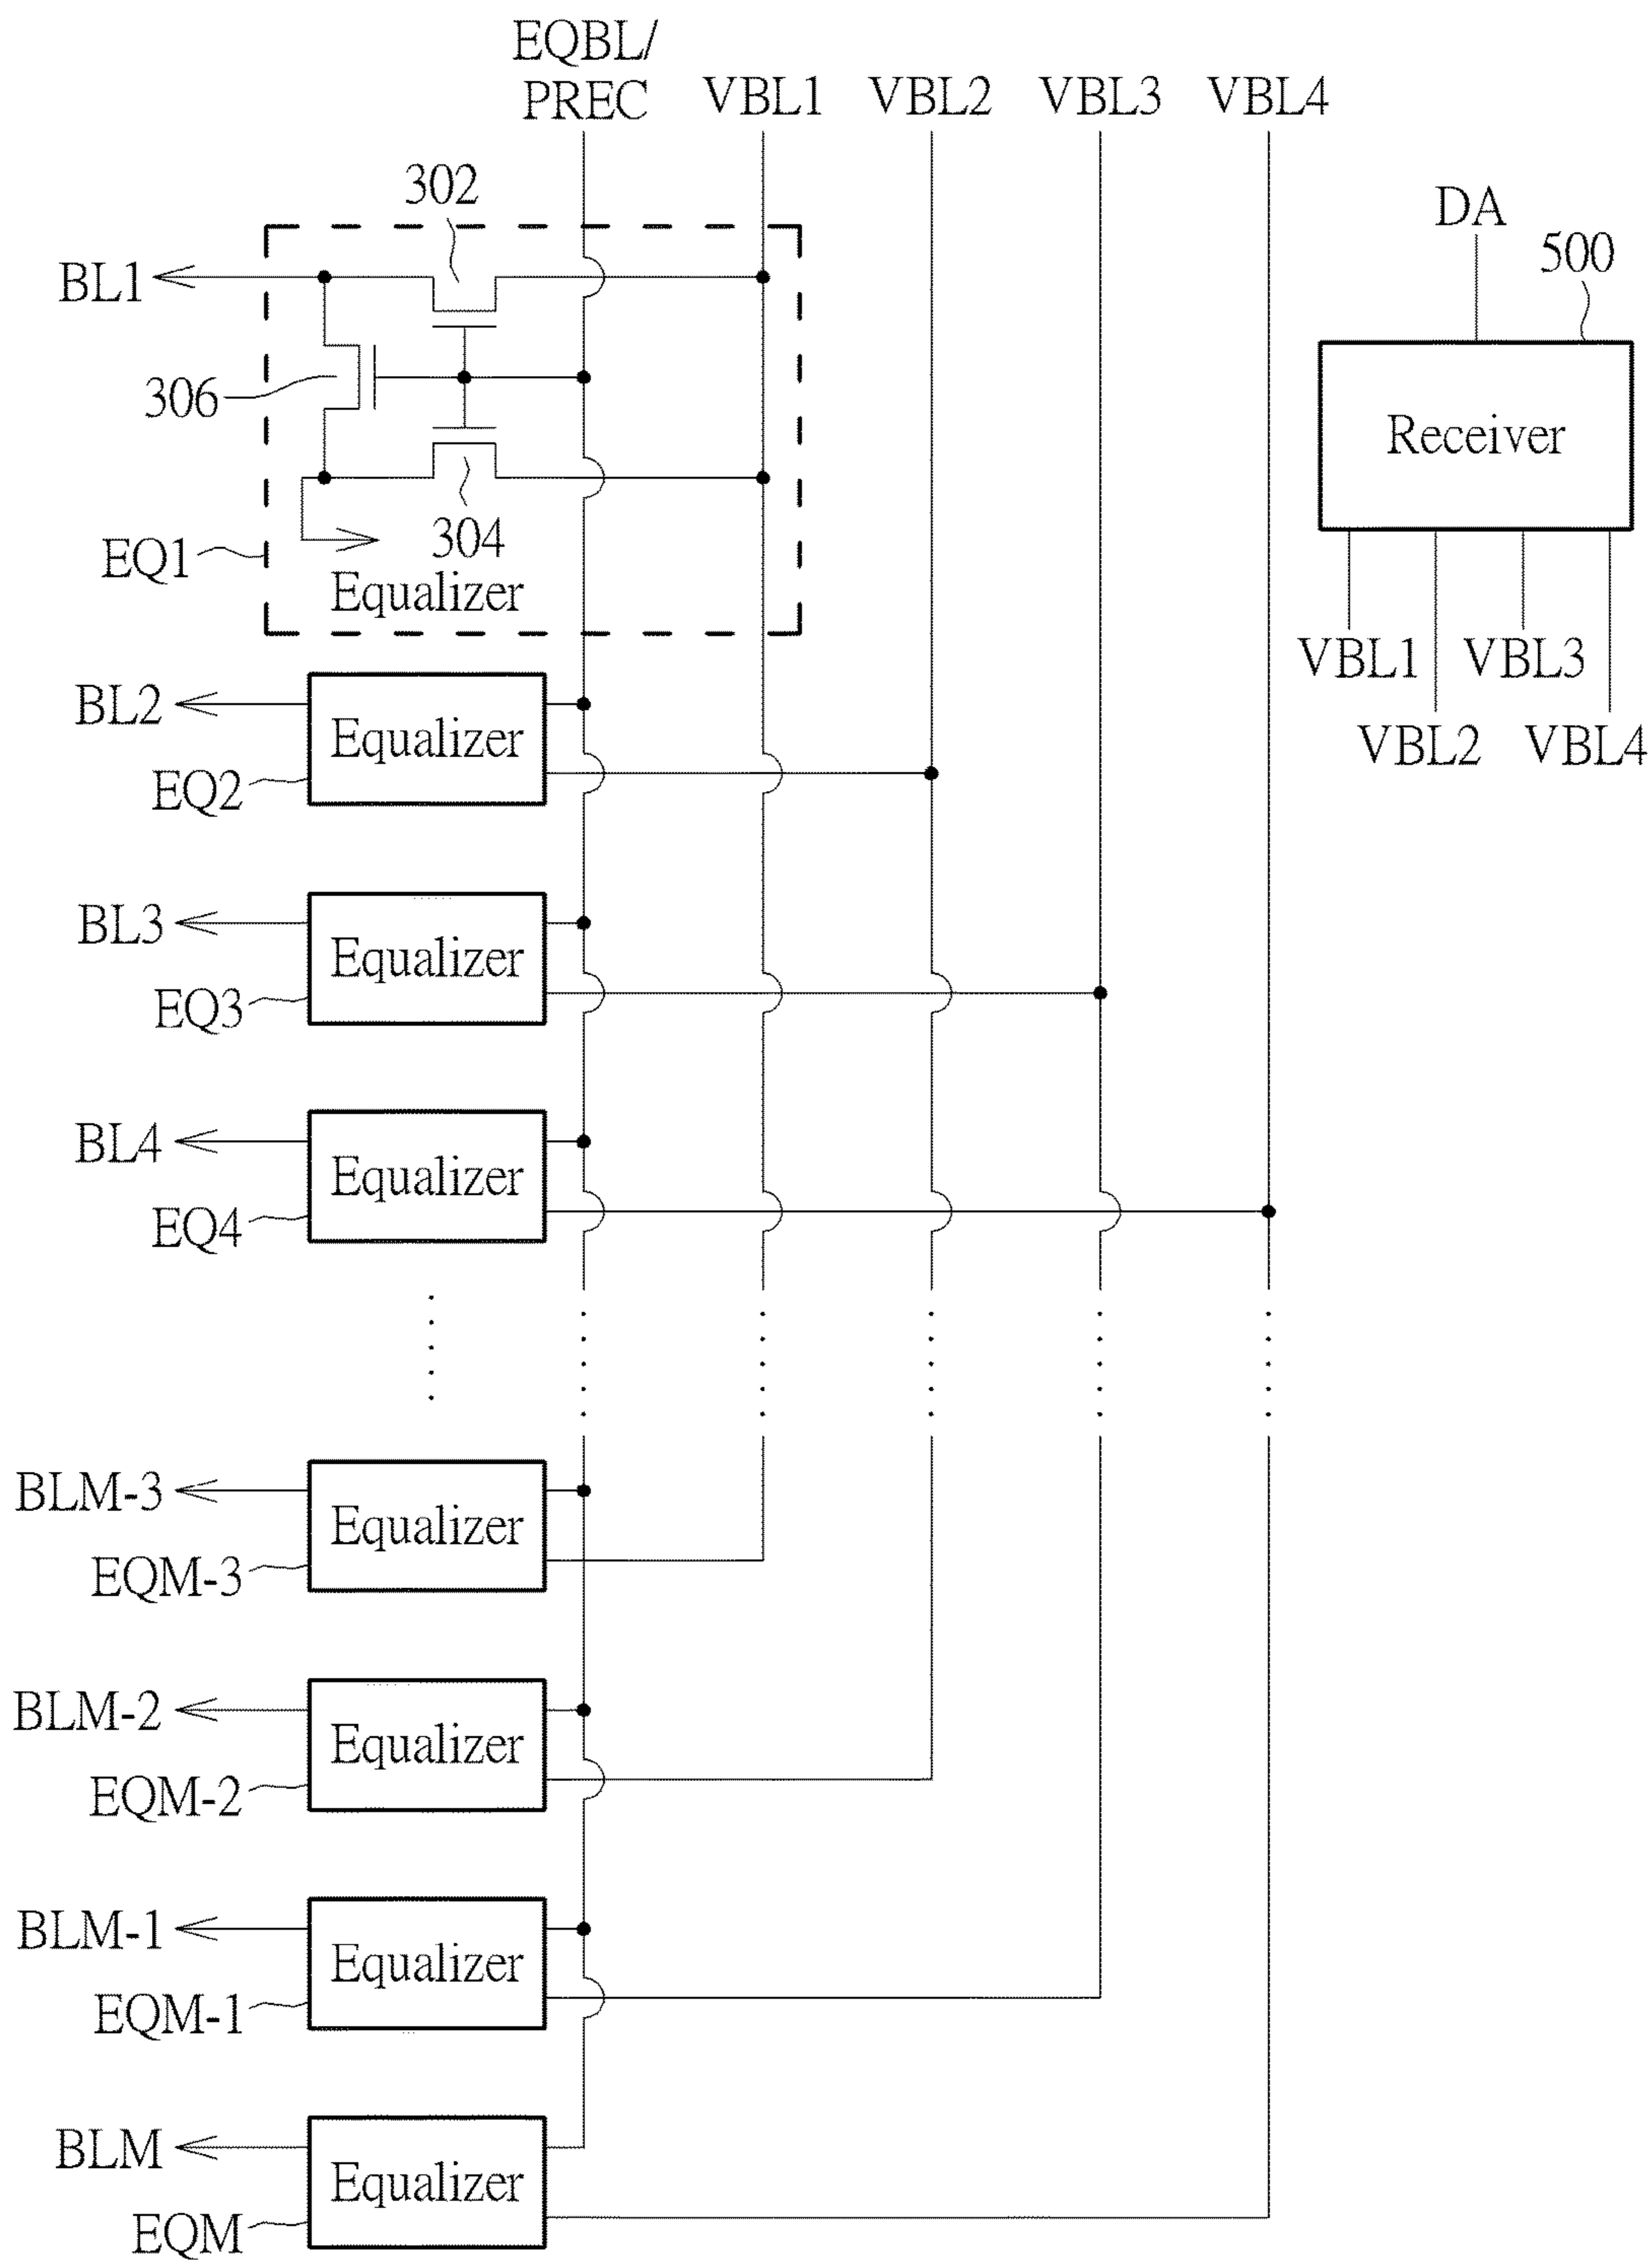 EQBL/
PREC
VBL1
VBL2
VBL3
VBL4
302
DA
500
BL1
306
Receiver
304
EQ1
Equalizer
VBL1
VBL3
VBL2
VBL4
BL2
Equalizer
EQ2
BL3
Equalizer
EQ3
BL4
Equalizer
EQ4
BLM-3
Equalizer
EQM-3
BLM-2
Equalizer
EQM-2
BLM-1
Equalizer
EQM-1
BLM
Equalizer
EQM